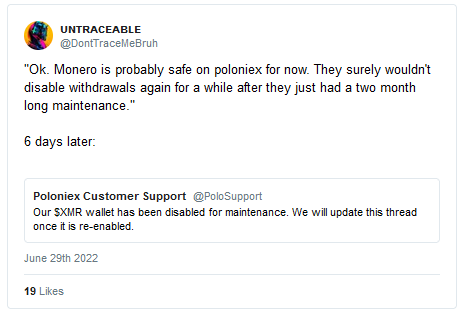 UNTRACEABLE
@DontTraceMeBruh
"Ok. Monero is probably safe on poloniex for now. They surely wouldn't
disable withdrawals again for a while after they just had a two month
long maintenance."
6 days later:
Poloniex Customer Support @PoloSupport
Our $XMR wallet has been disabled for maintenance. We will update this thread
once it is re-enabled.
June 29th 2022
19 Likes